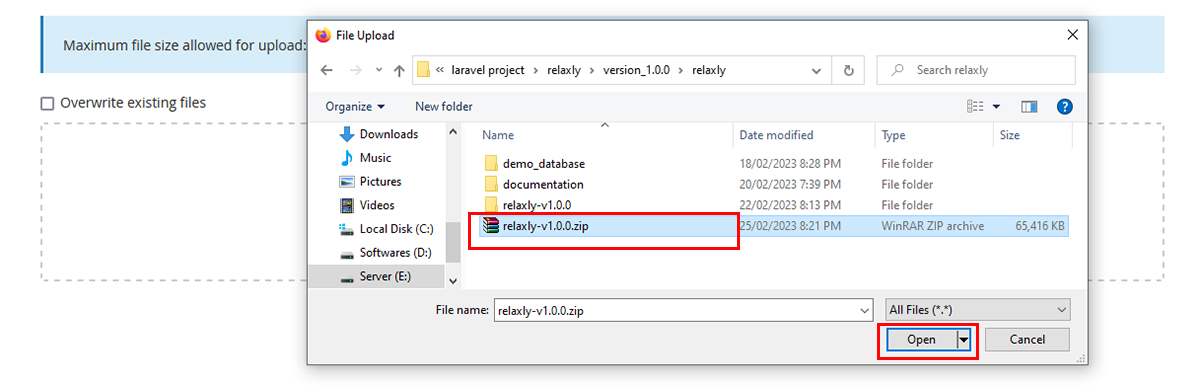 Maximum file size allowed for upload:
File Upload
« laravel project › relaxly › version_1.0.0 › relaxly
Search relaxly
Organize
New folder
?
Downloads
Music
Pictures
Videos
Local Disk (C:)
Softwares (D:)
Server (E:)
Name Date modified Type Size
demo_database 18/02/2023 8:28 PM File folder
documentation 20/02/2023 7:39 PM File folder
relaxly-v1.0.0 22/02/2023 8:13 PM File folder
relaxly-v1.0.0.zip 25/02/2023 8:21 PM WinRAR ZIP archive 65,416 KB
File name: relaxly-v1.0.0.zip All Files (*.*)
Open Cancel
Overwrite existing files